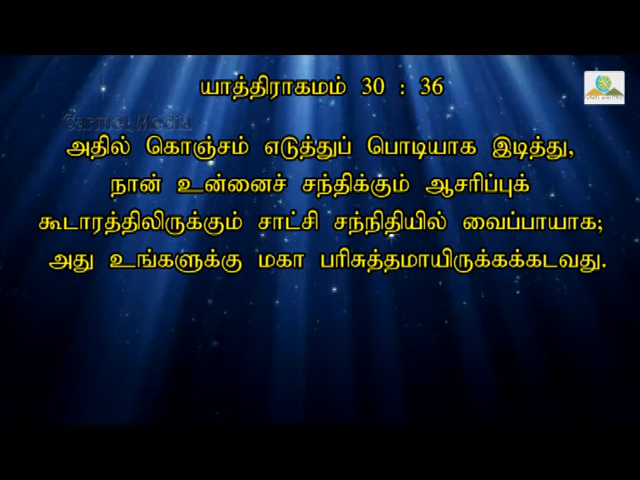 யாத்திராகமம் 30 : 36
Carmel Media
அதில் கொஞ்சம் எடுத்துப் பொடியாக இடித்து,
நான் உன்னைச் சந்திக்கும் ஆசரிப்புக்
கூடாரத்திலிருக்கும் சாட்சி சந்நிதியில் வைப்பாயாக;
அது உங்களுக்கு மகா பரிசுத்தமாயிருக்கக்கடவது.